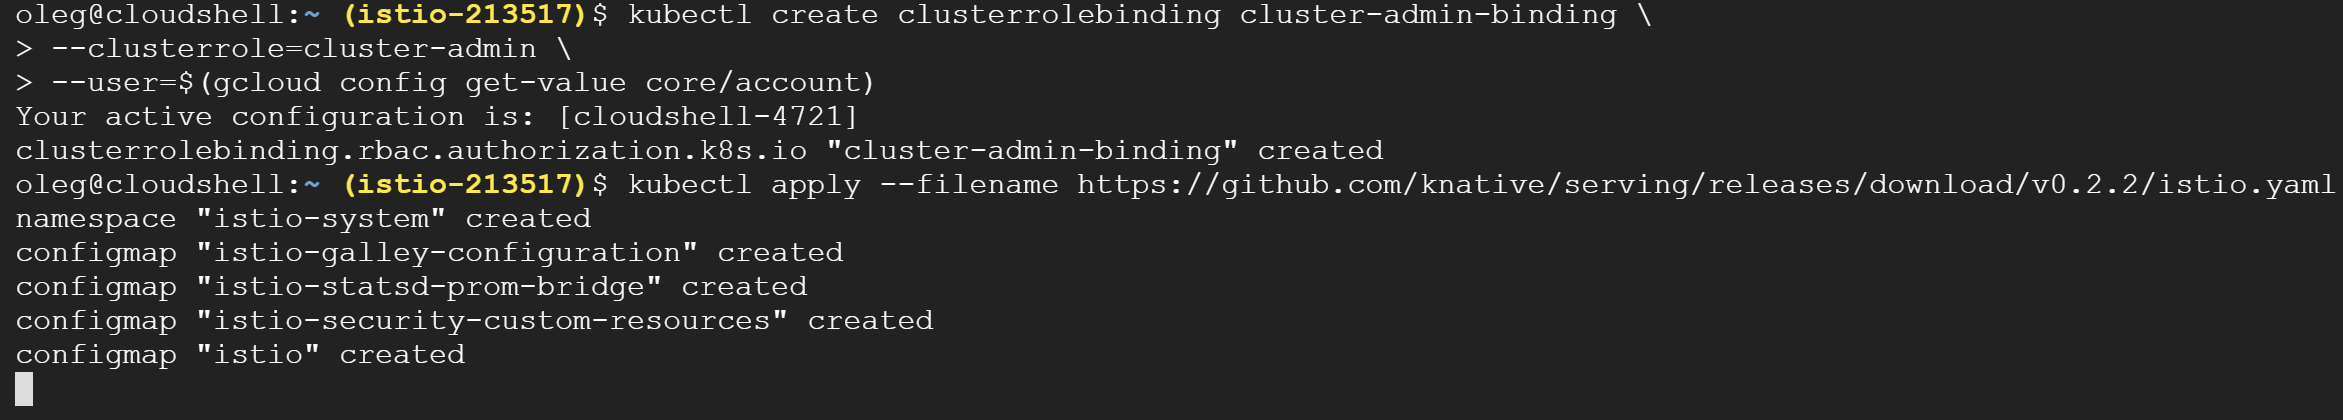 oleg@cloudshell:~ (istio-213517)$ kubectl create clusterrolebinding cluster-admin-binding \
> --clusterrole=cluster-admin \
> --user=$(gcloud config get-value core/account)
Your active configuration is: [cloudshell-4721]
clusterrolebinding.rbac.authorization.k8s.io "cluster-admin-binding" created
oleg@cloudshell:~ (istio-213517)$ kubectl apply --filename https://github.com/knative/serving/releases/download/v0.2.2/istio.yaml
namespace "istio-system" created
configmap "istio-galley-configuration" created
configmap "istio-statsd-prom-bridge" created
configmap "istio-security-custom-resources" created
configmap "istio" created